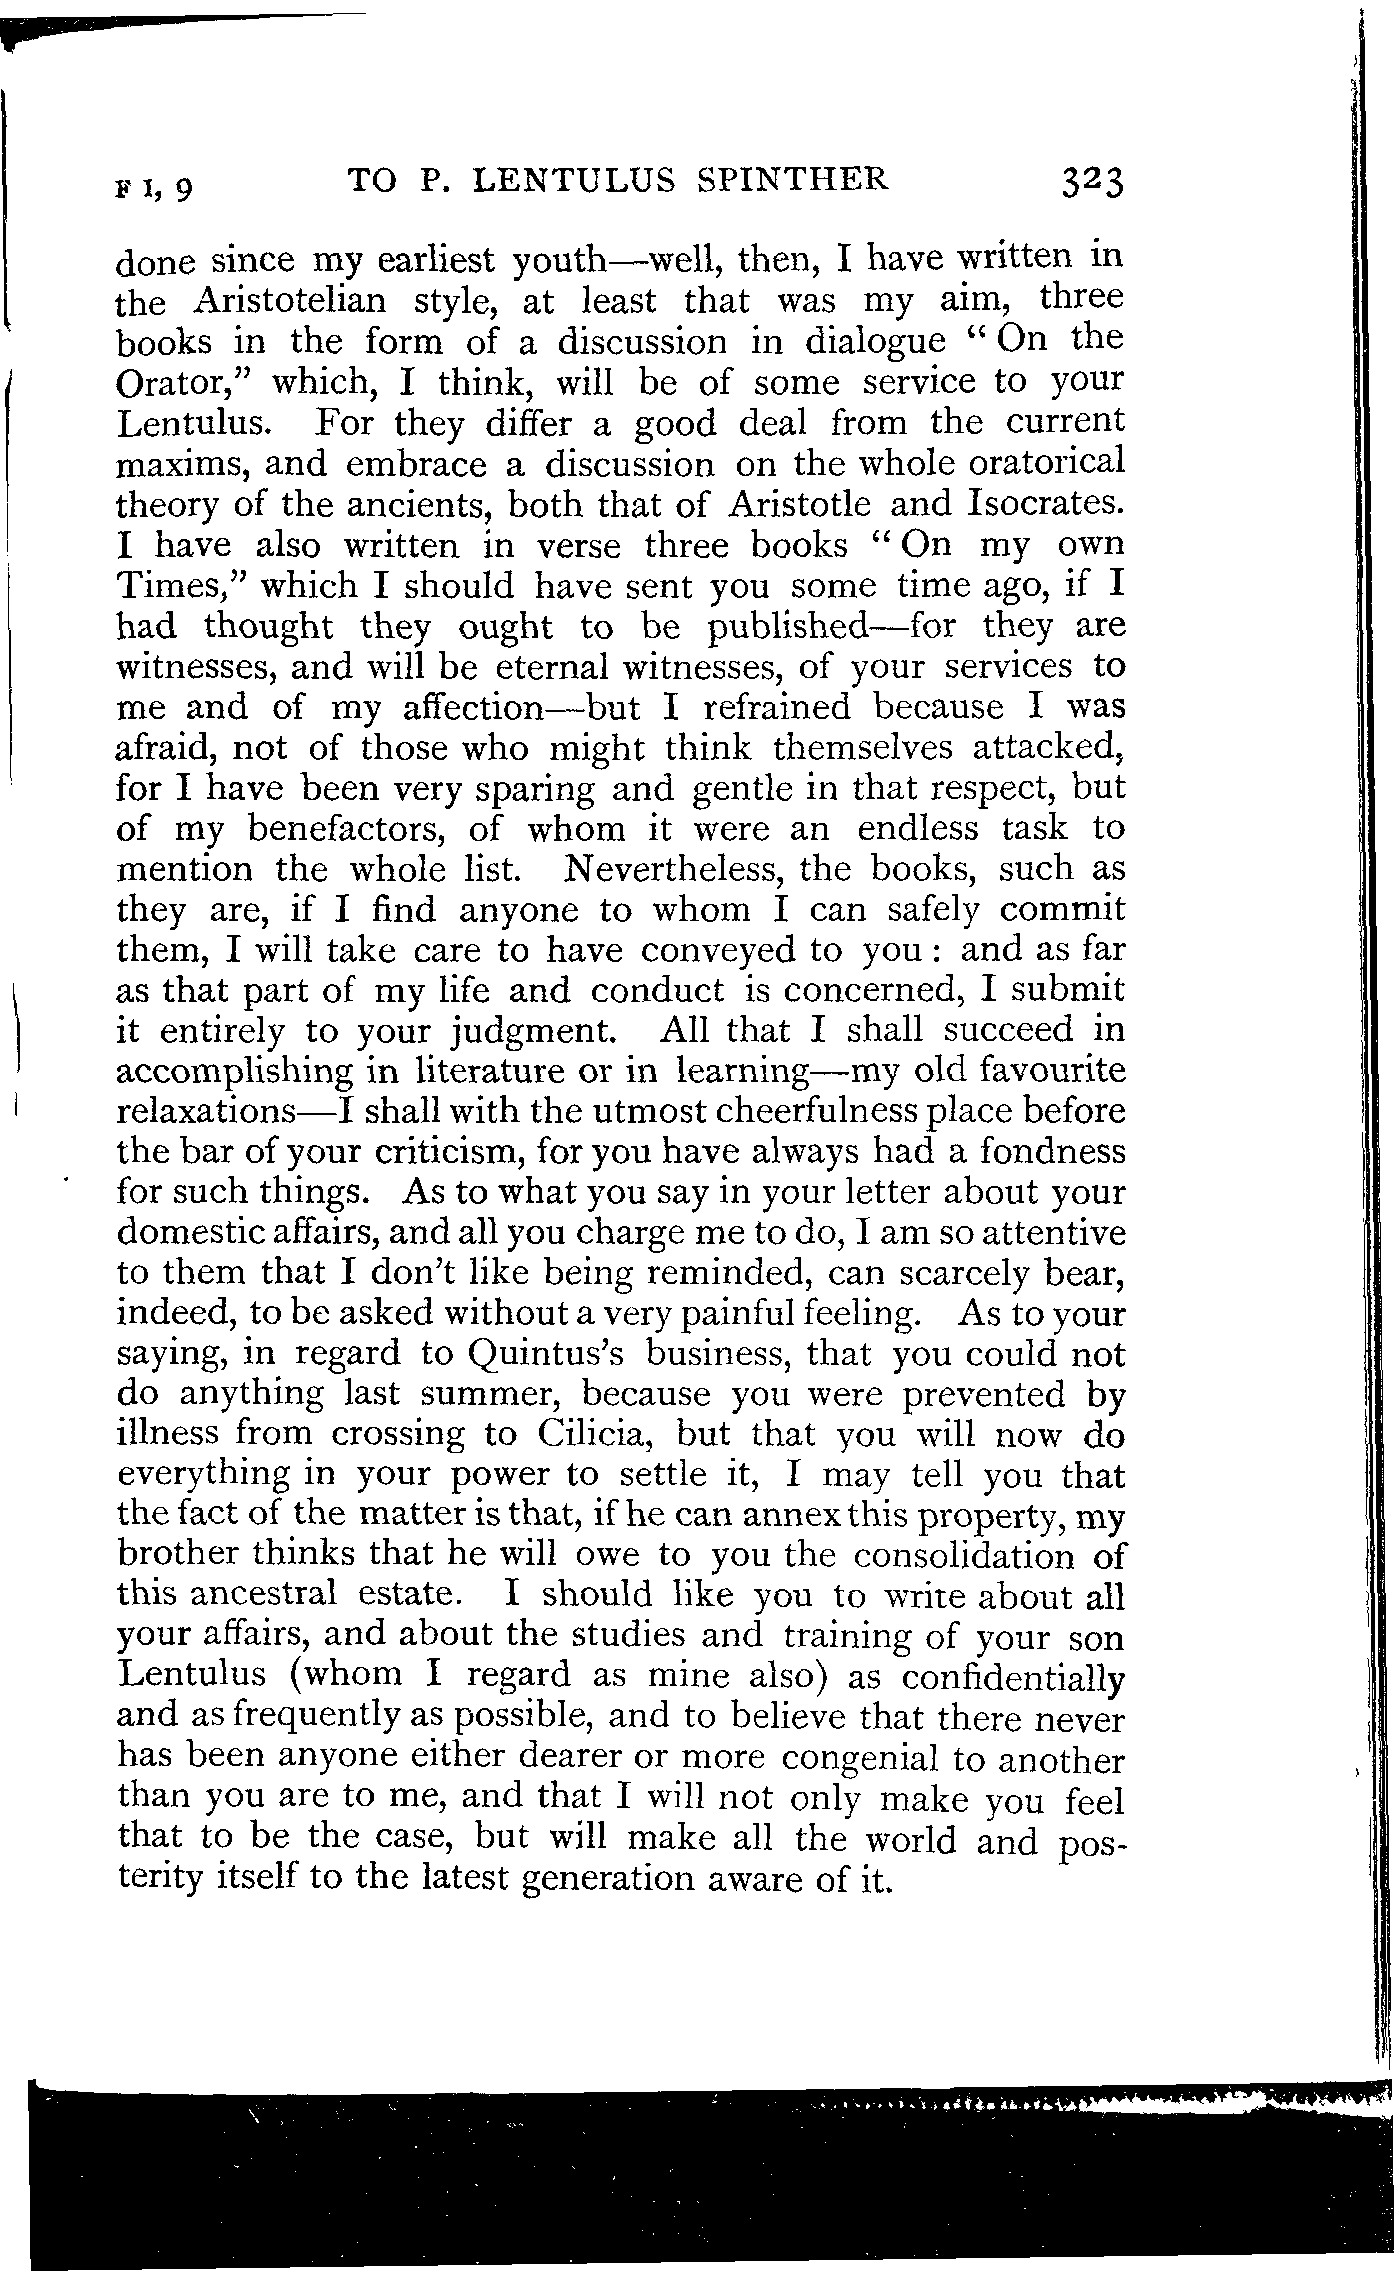 F I, 9 TO P. LENTULUS SPINTHER 323
done since my earliest youth—well, then, I have written in
the Aristotelian style, at least that was my aim, three
books in the form of a discussion in dialogue “On the
Orator,” which, I think, will be of some service to your
Lentulus. For they differ a good deal from the current
maxims, and embrace a discussion on the whole oratorical
theory of the ancients, both that of Aristotle and Isocrates.
I have also written in verse three books “On my own
Times,” which I should have sent you some time ago, if I
had thought they ought to be published—for they are
witnesses, and will be eternal witnesses, of your services to
me and of my affection—but I refrained because I was
afraid, not of those who might think themselves attacked,
for I have been very sparing and gentle in that respect, but
of my benefactors, of whom it were an endless task to
mention the whole list. Nevertheless, the books, such as
they are, if I find anyone to whom I can safely commit
them, I will take care to have conveyed to you: and as far
as that part of my life and conduct is concerned, I submit
it entirely to your judgment. All that I shall succeed in
accomplishing in literature or in learning—my old favourite
relaxations—I shall with the utmost cheerfulness place before
the bar of your criticism, for you have always had a fondness
for such things. As to what you say in your letter about your
domestic affairs, and all you charge me to do, I am so attentive
to them that I don’t like being reminded, can scarcely bear,
indeed, to be asked without a very painful feeling. As to your
saying, in regard to Quintus’s business, that you could not
do anything last summer, because you were prevented by
illness from crossing to Cilicia, but that you will now do
everything in your power to settle it, I may tell you that
the fact of the matter is that, if he can annex this property, my
brother thinks that he will owe to you the consolidation of
this ancestral estate. I should like you to write about all
your affairs, and about the studies and training of your son
Lentulus (whom I regard as mine also) as confidentially
and as frequently as possible, and to believe that there never
has been anyone either dearer or more congenial to another
than you are to me, and that I will not only make you feel
that to be the case, but will make all the world and pos-
terity itself to the latest generation aware of it.